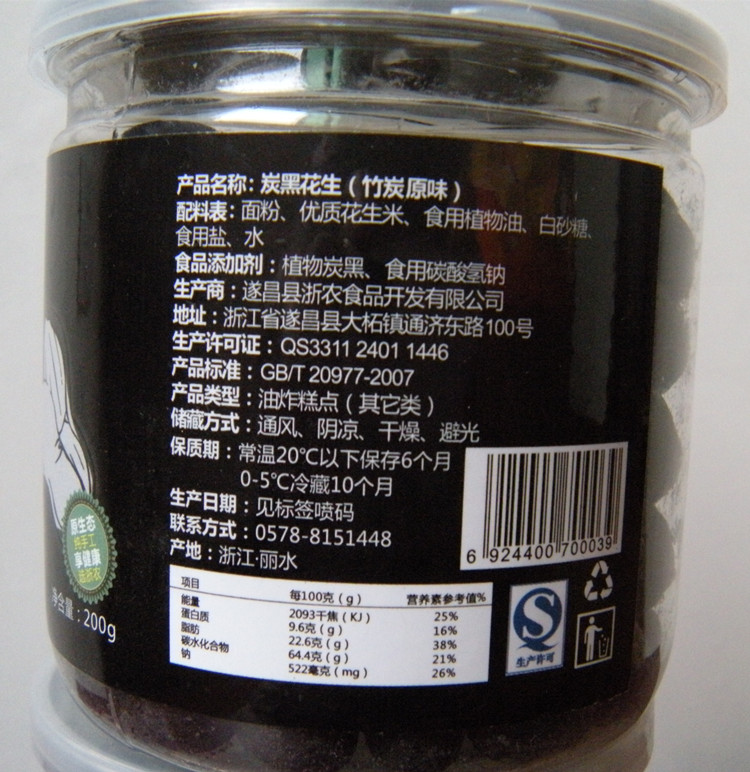 产品名称：炭黑花生（竹炭原味）
配料表：面粉、优质花生米、食用植物油、白砂糖、
食用盐、水
食品添加剂：植物炭黑、食用碳酸氢钠
生产商：遂昌县浙农食品开发有限公司
地址：浙江省遂昌县大柘镇通济东路100号
生产许可证：QS3311 2401 1446
产品标准：GB/T 20977-2007
产品类型：油炸糕点（其它类）
储藏方式：通风、阴凉、干燥、避光
保质期：常温20℃以下保存6个月
0-5℃冷藏10个月
生产日期：见标签喷码
联系方式：0578-8151448
产地：浙江·丽水
6 924400 700039
原生态
纯手工
享健康
净含量：200g
项目 每100克（g） 营养素参考值%
能量 2093千焦（KJ） 25%
蛋白质 9.6克（g） 16%
脂肪 22.6克（g） 38%
碳水化合物 64.4克（g） 21%
钠 522毫克（mg） 26%
生产许可